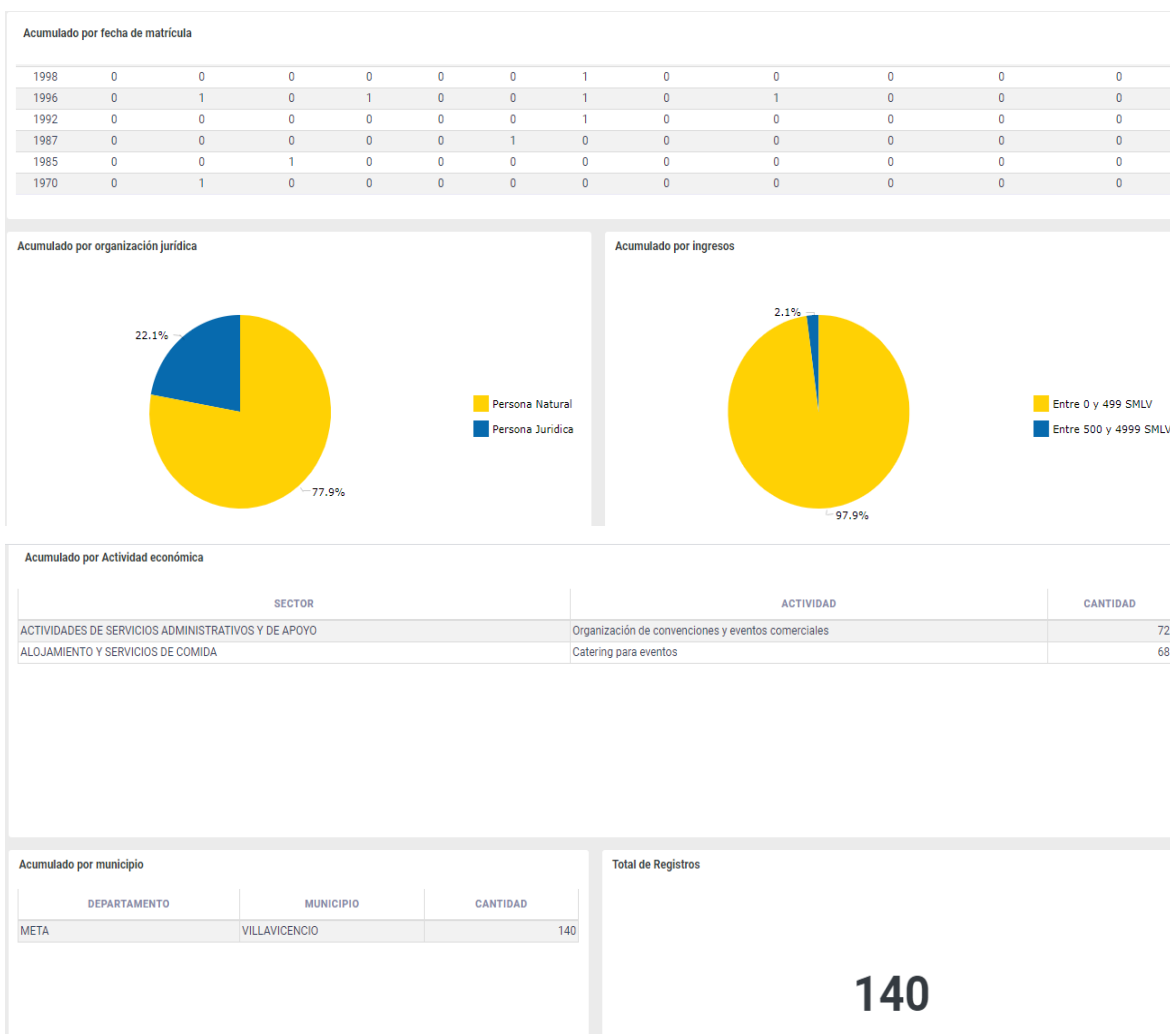 Acumulado por fecha de matrícula
1998 0 0 0 0 0 0 1 0 0 0 0 0
1996 0 1 0 1 0 0 1 0 1 0 0 0
1992 0 0 0 0 0 0 1 0 0 0 0 0
1987 0 0 0 0 0 1 0 0 0 0 0 0
1985 0 0 1 0 0 0 0 0 0 0 0 0
1970 0 1 0 0 0 0 0 0 0 0 0 0
Acumulado por organización jurídica
22.1%
77.9%
Persona Natural
Persona Juridica
Acumulado por ingresos
2.1%
97.9%
Entre 0 y 499 SMLV
Entre 500 y 4999 SMLV
Acumulado por Actividad económica
SECTOR ACTIVIDAD CANTIDAD
ACTIVIDADES DE SERVICIOS ADMINISTRATIVOS Y DE APOYO Organización de convenciones y eventos comerciales 72
ALOJAMIENTO Y SERVICIOS DE COMIDA Catering para eventos 68
Acumulado por municipio
DEPARTAMENTO MUNICIPIO CANTIDAD
META VILLAVICENCIO 140
Total de Registros
140